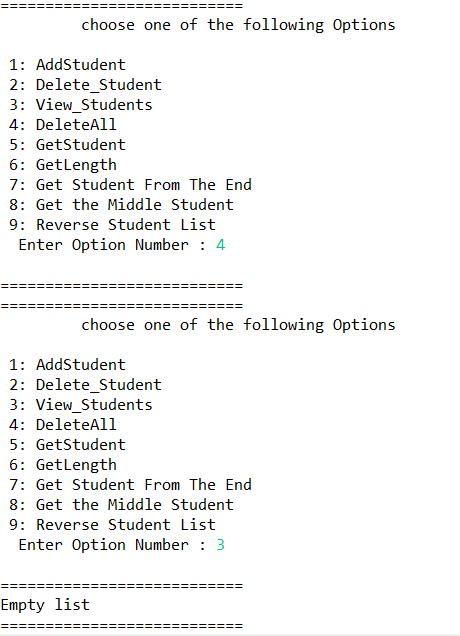 ===========================
choose one of the following Options
1: AddStudent
2: Delete_Student
3: View_Students
4: DeleteAll
5: GetStudent
6: GetLength
7: Get Student From The End
8: Get the Middle Student
9: Reverse Student List
Enter Option Number : 4
===========================
===========================
choose one of the following Options
1: AddStudent
2: Delete_Student
3: View_Students
4: DeleteAll
5: GetStudent
6: GetLength
7: Get Student From The End
8: Get the Middle Student
9: Reverse Student List
Enter Option Number : 3
===========================
Empty list
===========================